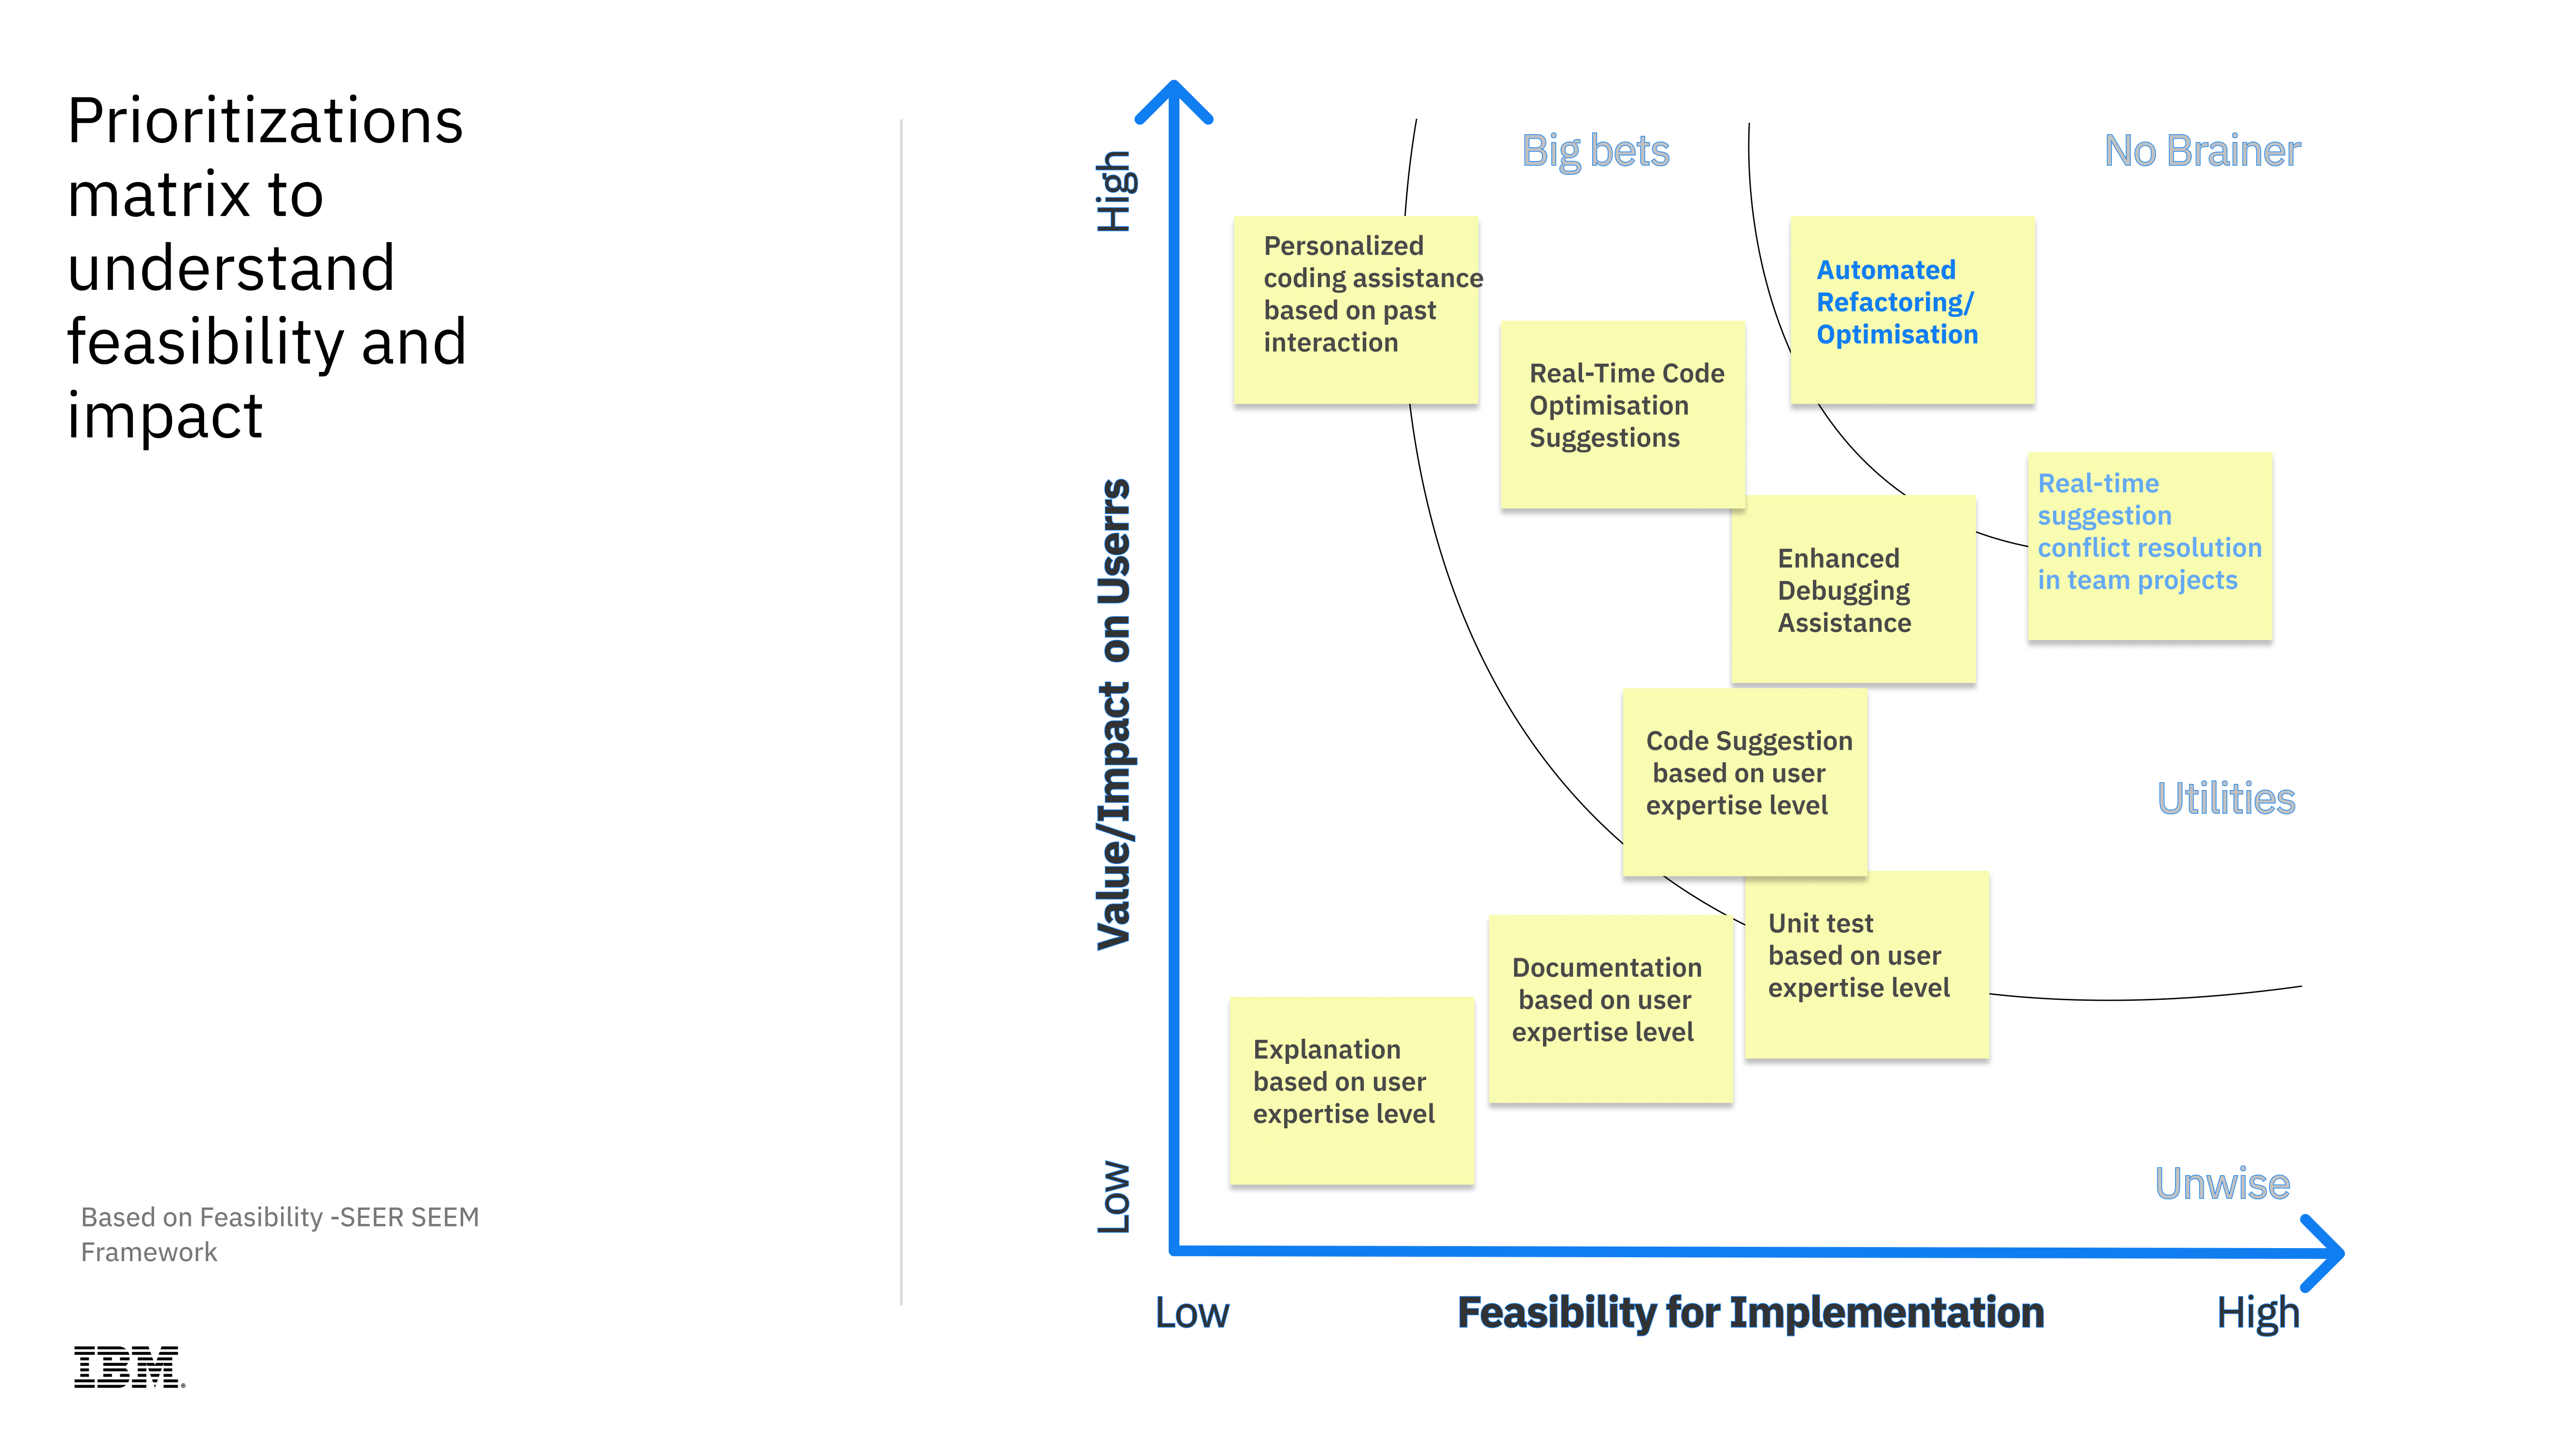 Prioritizations
matrix to
understand
feasibility and
impact
Based on Feasibility -SEER SEEM
Framework
IBM®
High
Value/Impact on Userrs
Low
Big bets
No Brainer
Personalized
coding assistance
based on past
interaction
Automated
Refactoring/
Optimisation
Real-Time Code
Optimisation
Suggestions
Real-time
suggestion
conflict resolution
in team projects
Enhanced
Debugging
Assistance
Code Suggestion
based on user
expertise level
Utilities
Unit test
based on user
expertise level
Documentation
based on user
expertise level
Explanation
based on user
expertise level
Unwise
Low
Feasibility for Implementation
High